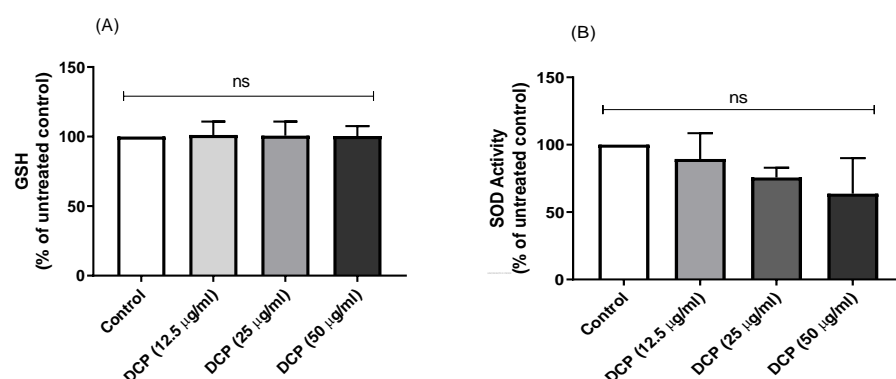 (A)
150
100
50
0
GSH
(% of untreated control)
ns
Control
DCP (12.5 µg/ml)
DCP (25 µg/ml)
DCP (50 µg/ml)
(B)
150
100
50
0
SOD Activity
(% of untreated control)
ns
Control
DCP (12.5 µg/ml)
DCP (25 µg/ml)
DCP (50 µg/ml)